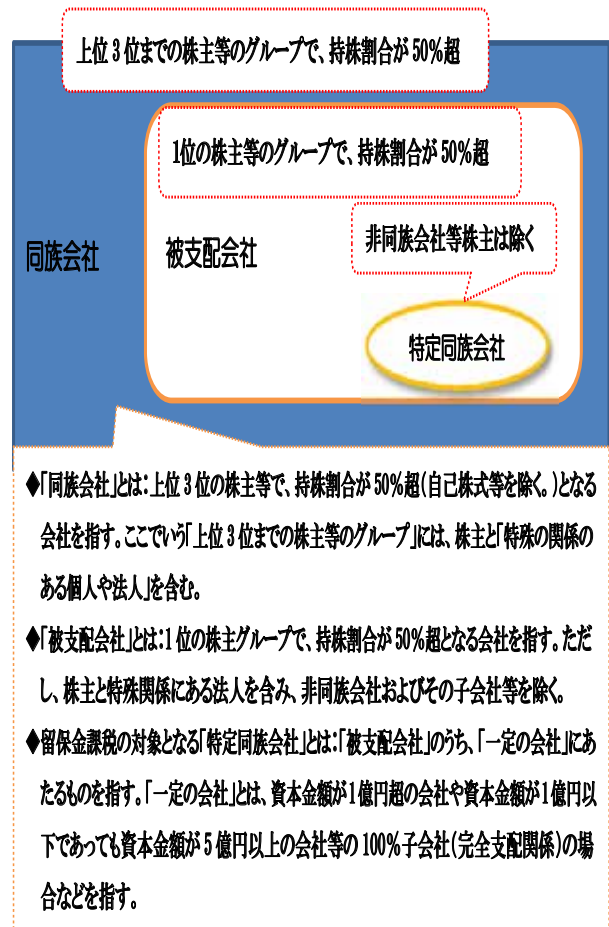 上位3位までの株主等のグループで、持株割合が50%超
1位の株主等のグループで、持株割合が50%超
非同族会社等株主は除く
同族会社
被支配会社
特定同族会社
◆「同族会社」とは：上位3位の株主等で、持株割合が50%超（自己株式等を除く。）となる
会社を指す。ここでいう「上位3位までの株主等のグループ」には、株主と「特殊の関係の
ある個人や法人」を含む。
◆「被支配会社」とは：1位の株主グループで、持株割合が50%超となる会社を指す。ただ
し、株主と特殊関係にある法人を含み、非同族会社およびその子会社等を除く。
◆留保金課税の対象となる「特定同族会社」とは：「被支配会社」のうち、「一定の会社」にあ
たるものを指す。「一定の会社」とは、資本金額が1億円超の会社や資本金額が1億円以
下であっても資本金額が5億円以上の会社等の100%子会社（完全支配関係）の場
合などを指す。